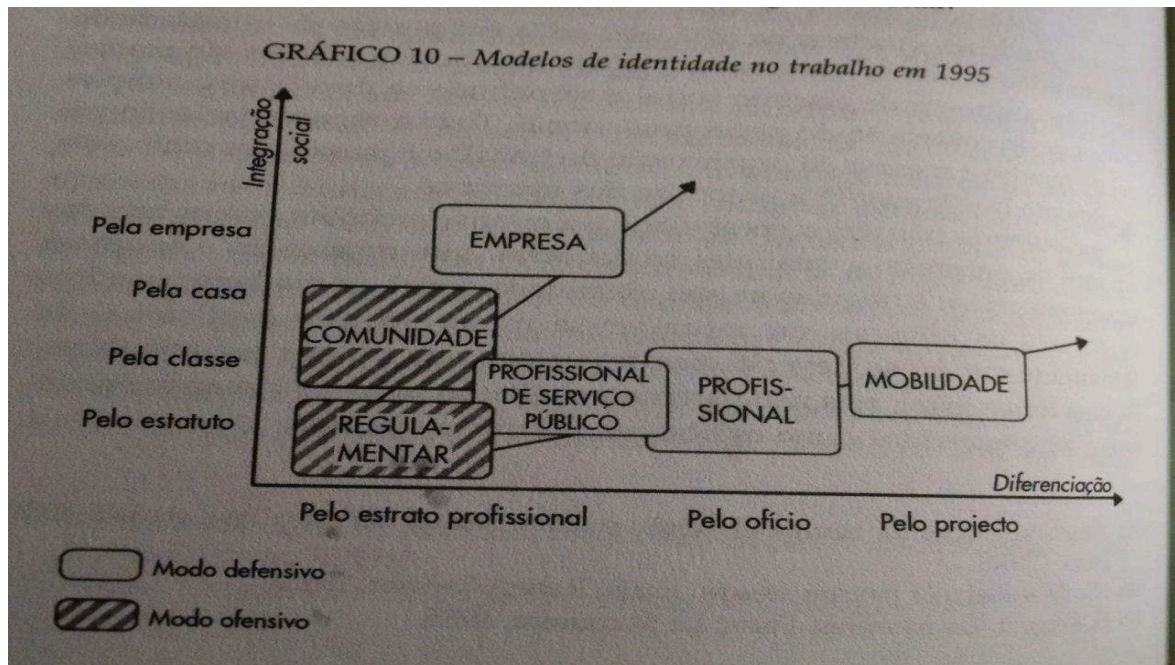 GRÁFICO 10 – Modelos de identidade no trabalho em 1995
Integração
social
Pela empresa
Pela casa
Pela classe
Pelo estatuto
EMPRESA
COMUNIDADE
PROFISSIONAL
DE SERVIÇO
PÚBLICO
REGULA-
MENTAR
PROFIS-
SIONAL
MOBILIDADE
Diferenciação
Pelo estrato profissional
Pelo ofício
Pelo projecto
Modo defensivo
Modo ofensivo